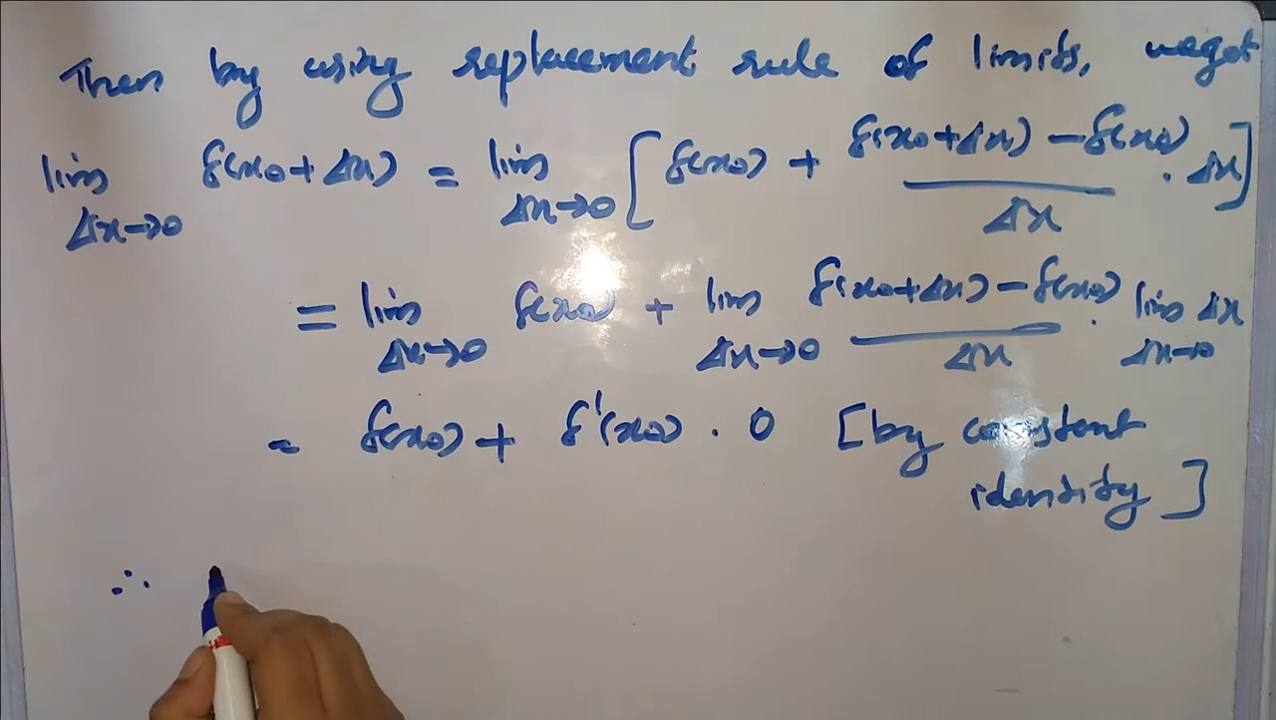 Then by using replacement rule of limits, we get
lim Δx→0 f(x0+Δx) = lim Δx→0 [ f(x0) + f(x0+Δx) − f(x0) / Δx . Δx ]
= lim Δx→0 f(x0) + lim Δx→0 f(x0+Δx) − f(x0) / Δx . lim Δx→0 Δx
= f(x0) + f'(x0) . 0 [by constant
identity]
∴